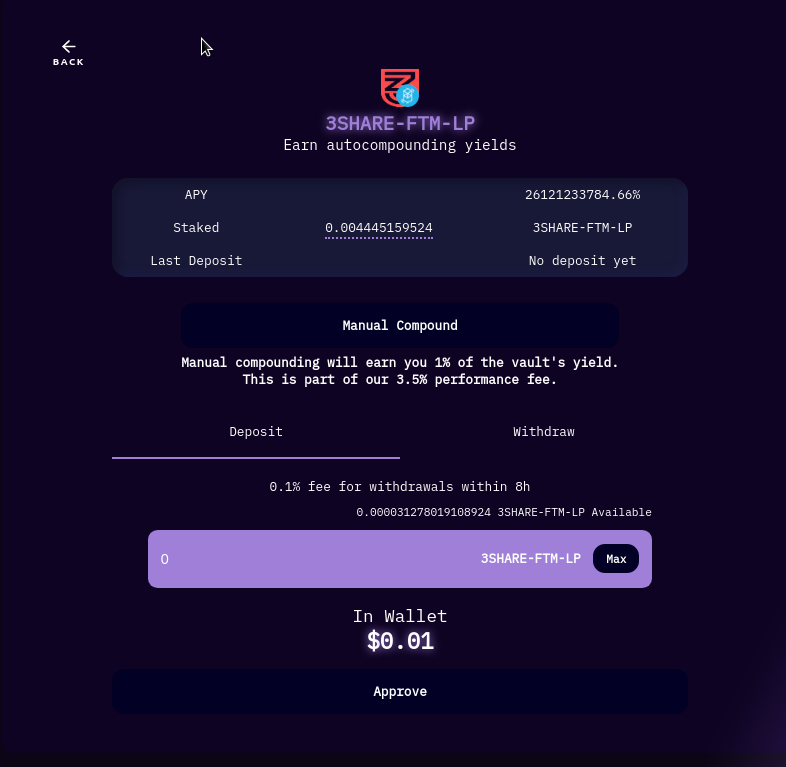 BACK
3SHARE-FTM-LP
Earn autocompounding yields
APY 26121233784.66%
Staked 0.004445159524 3SHARE-FTM-LP
Last Deposit No deposit yet
Manual Compound
Manual compounding will earn you 1% of the vault's yield.
This is part of our 3.5% performance fee.
Deposit Withdraw
0.1% fee for withdrawals within 8h
0.000031278019108924 3SHARE-FTM-LP Available
0 3SHARE-FTM-LP Max
In Wallet
$0.01
Approve